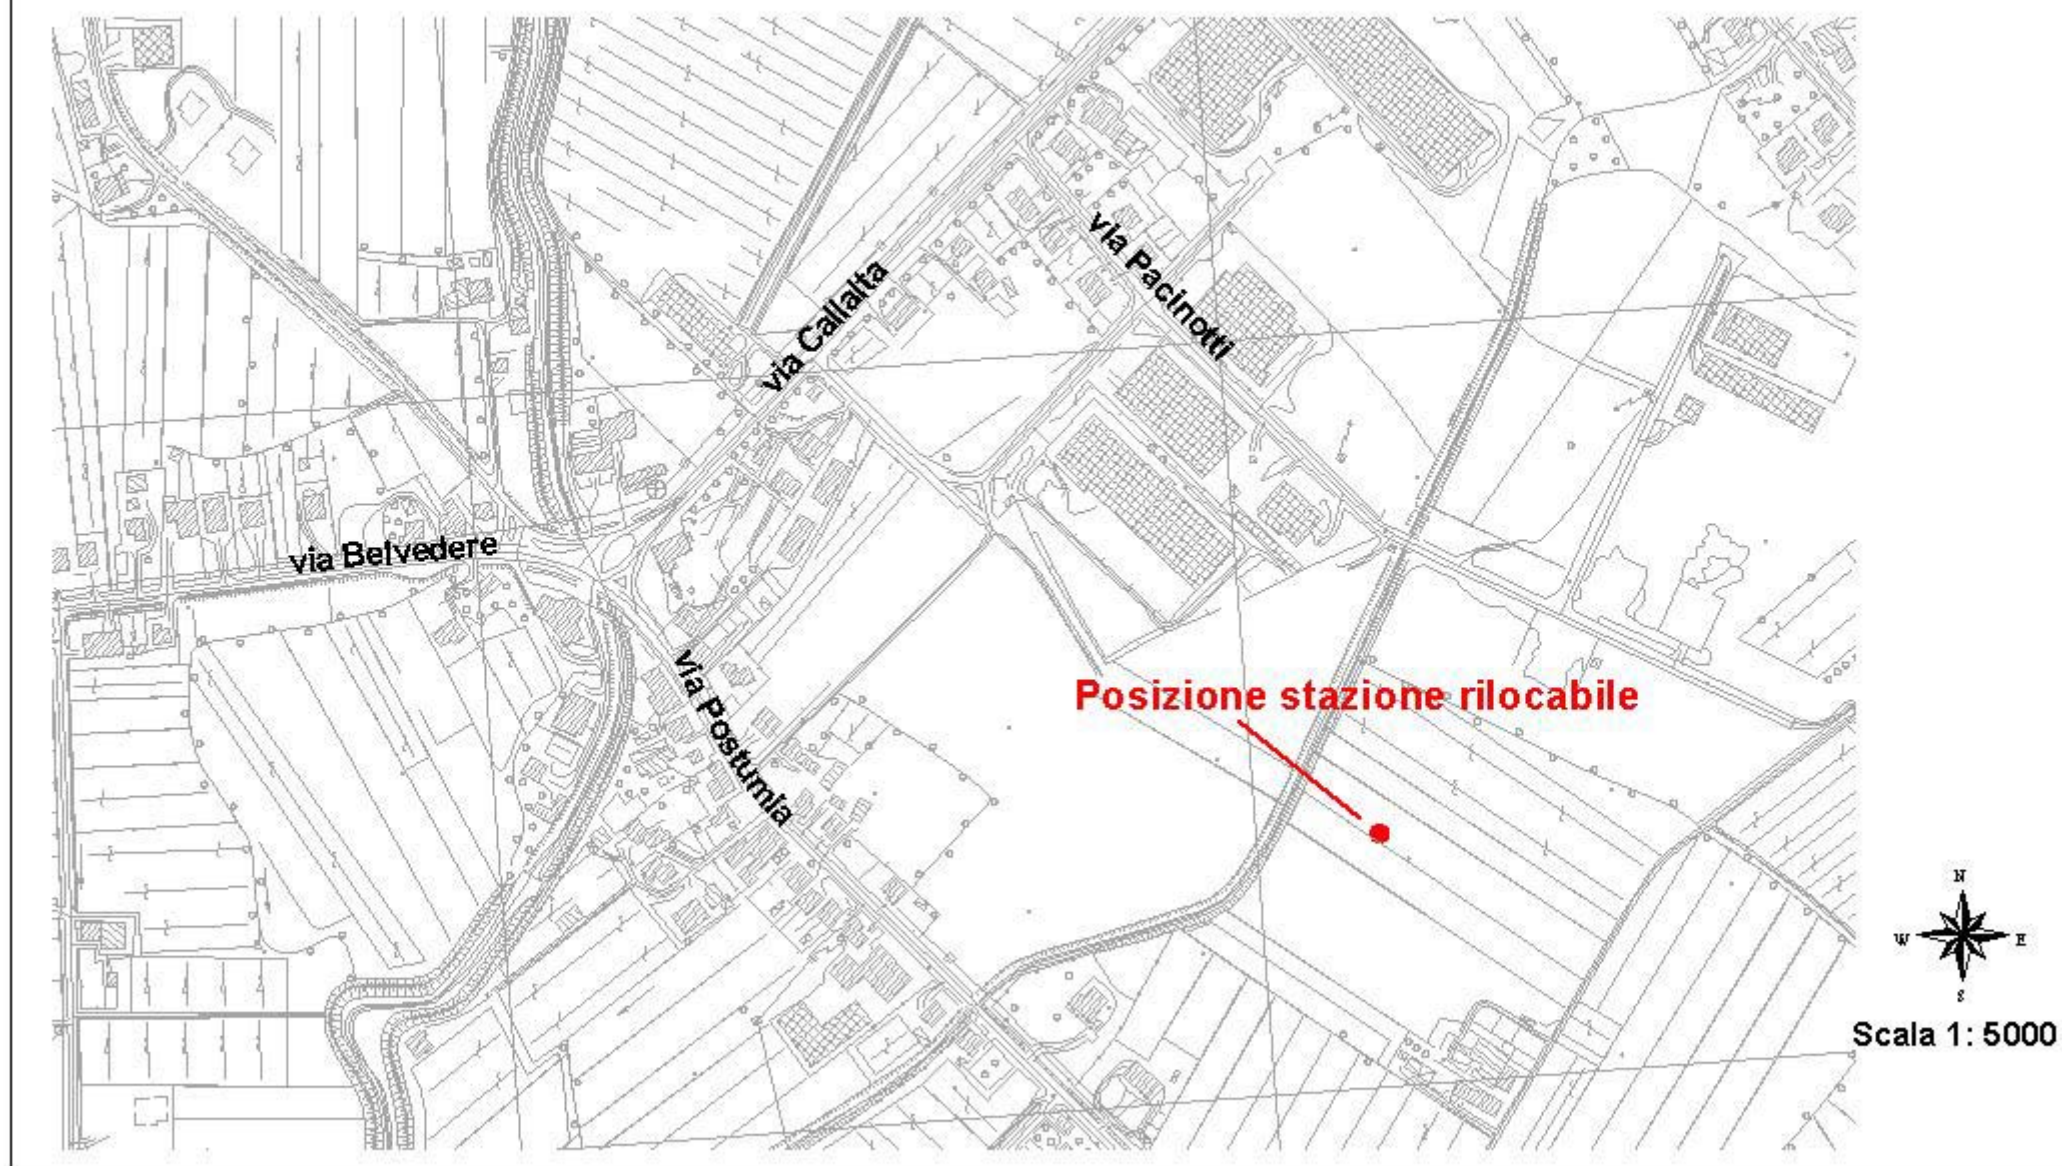 via Pacinotti
via Callalta
via Belvedere
via Postumia
Posizione stazione rilocabile
N
W E
S
Scala 1: 5000